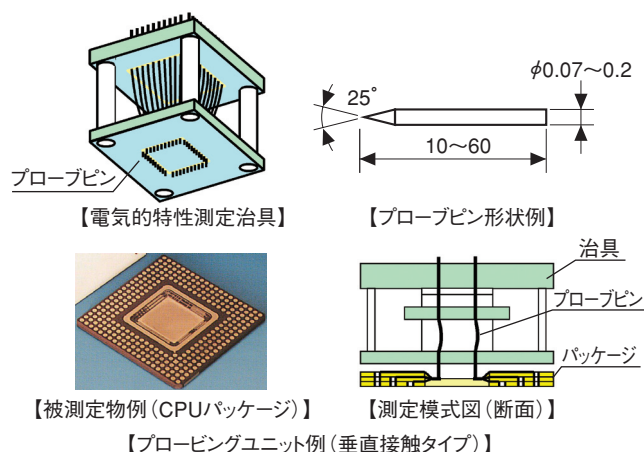 25°
φ0.07～0.2
10～60
プローブピン
【電気的特性測定治具】
【プローブピン形状例】
治具
プローブピン
パッケージ
【被測定物例（CPUパッケージ）】
【測定模式図（断面）】
【プロービングユニット例（垂直接触タイプ）】